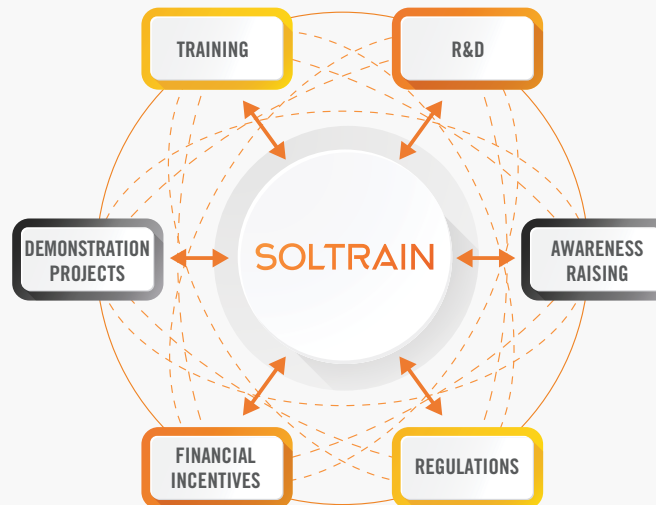 TRAINING
R&D
DEMONSTRATION
PROJECTS
SOLTRAIN
AWARENESS
RAISING
FINANCIAL
INCENTIVES
REGULATIONS